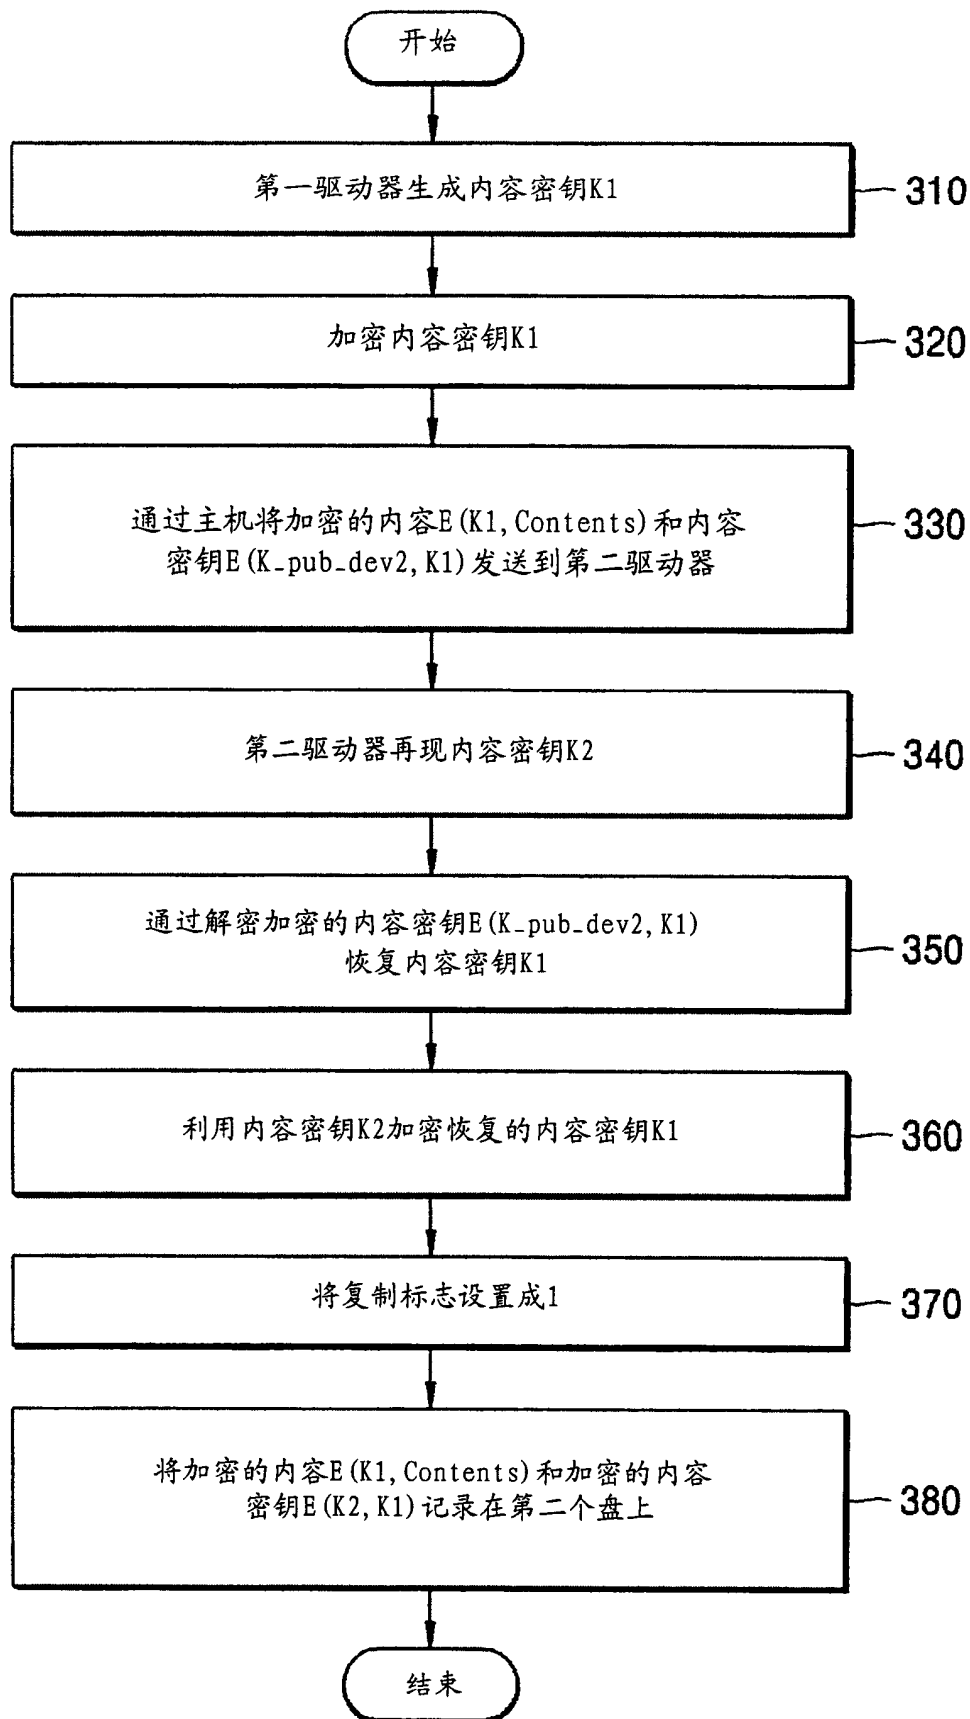 开始
第一驱动器生成内容密钥K1
310
加密内容密钥K1
320
通过主机将加密的内容E(K1,Contents)和内容
密钥E(K_pub_dev2,K1)发送到第二驱动器
330
第二驱动器再现内容密钥K2
340
通过解密加密的内容密钥E(K_pub_dev2,K1)
恢复内容密钥K1
350
利用内容密钥K2加密恢复的内容密钥K1
360
将复制标志设置成1
370
将加密的内容E(K1,Contents)和加密的内容
密钥E(K2,K1)记录在第二个盘上
380
结束